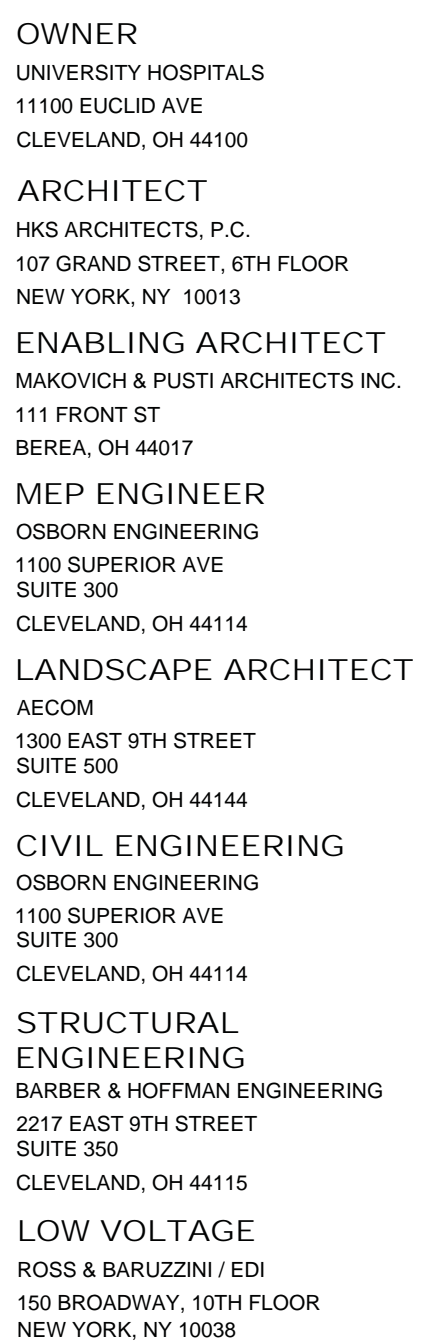 OWNER
UNIVERSITY HOSPITALS
11100 EUCLID AVE
CLEVELAND, OH 44100
ARCHITECT
HKS ARCHITECTS, P.C.
107 GRAND STREET, 6TH FLOOR
NEW YORK, NY  10013
ENABLING ARCHITECT
MAKOVICH & PUSTI ARCHITECTS INC.
111 FRONT ST
BEREA, OH 44017
MEP ENGINEER
OSBORN ENGINEERING
1100 SUPERIOR AVE
SUITE 300
CLEVELAND, OH 44114
LANDSCAPE ARCHITECT
AECOM
1300 EAST 9TH STREET
SUITE 500
CLEVELAND, OH 44144
CIVIL ENGINEERING
OSBORN ENGINEERING
1100 SUPERIOR AVE
SUITE 300
CLEVELAND, OH 44114
STRUCTURAL
ENGINEERING
BARBER & HOFFMAN ENGINEERING
2217 EAST 9TH STREET
SUITE 350
CLEVELAND, OH 44115
LOW VOLTAGE
ROSS & BARUZZINI / EDI
150 BROADWAY, 10TH FLOOR
NEW YORK, NY 10038